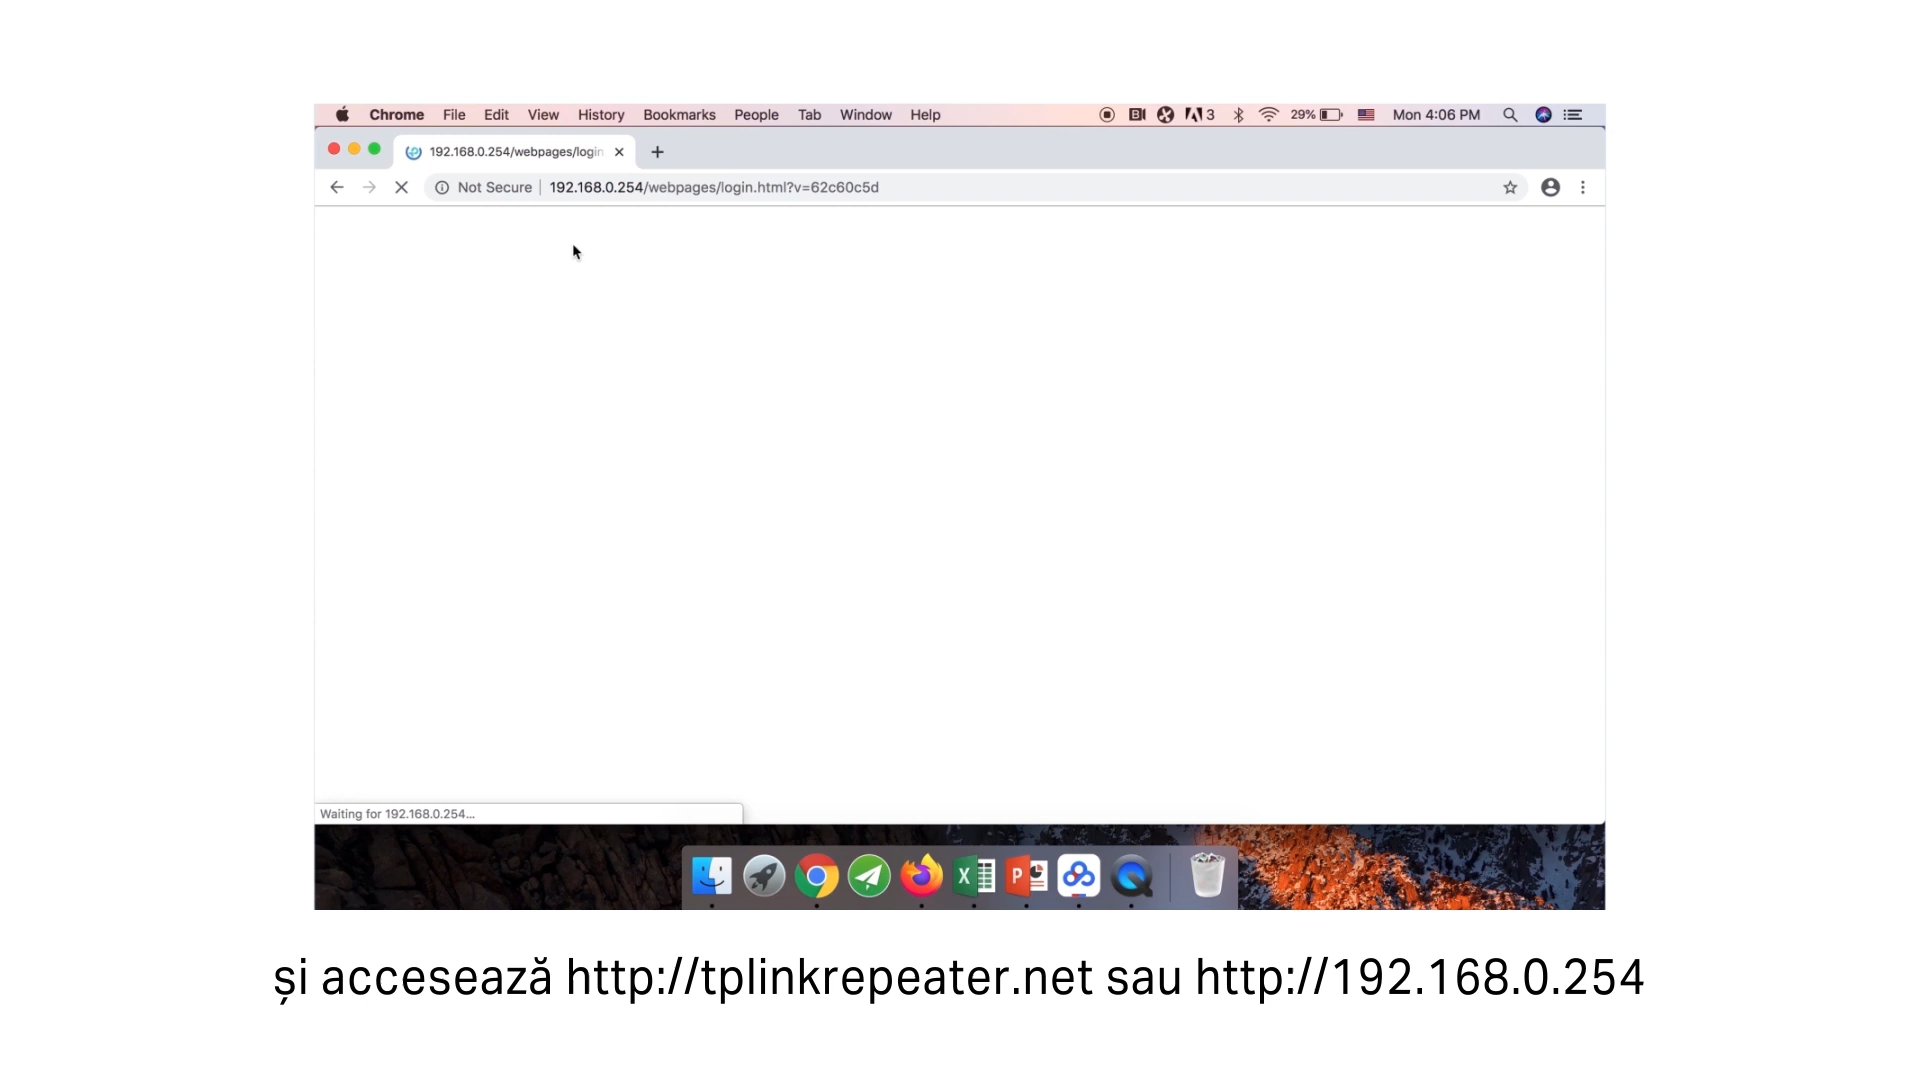 Chrome File Edit View History Bookmarks People Tab Window Help 3 29% Mon 4:06 PM
192.168.0.254/webpages/login
Not Secure 192.168.0.254/webpages/login.html?v=62c60c5d
Waiting for 192.168.0.254...
și accesează http://tplinkrepeater.net sau http://192.168.0.254